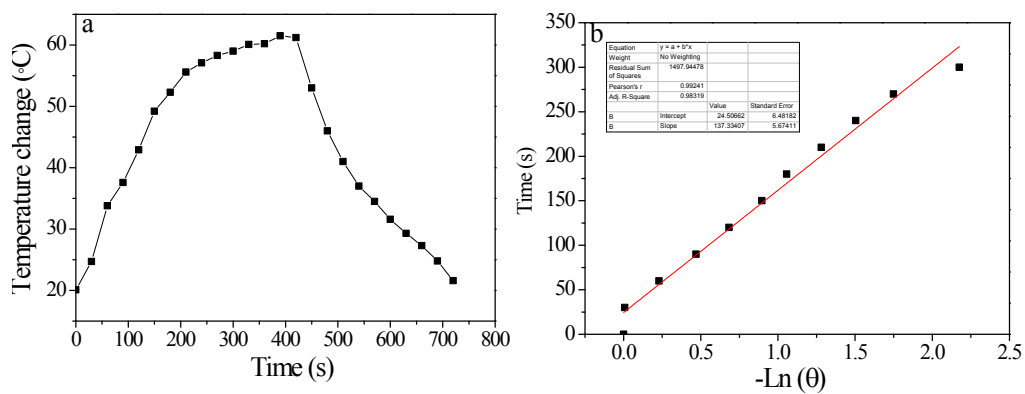 a
Temperature change (°C)
60
50
40
30
20
0 100 200 300 400 500 600 700 800
Time (s)
b
Time (s)
350
300
250
200
150
100
50
0
Equation y = a + b*x
Weight No Weighting
Residual Sum
of Squares 1497.94478
Pearson's r 0.99241
Adj. R-Square 0.98319
Value Standard Error
B Intercept 24.50662 6.48182
B Slope 137.33407 5.67411
0.0 0.5 1.0 1.5 2.0 2.5
-Ln (θ)